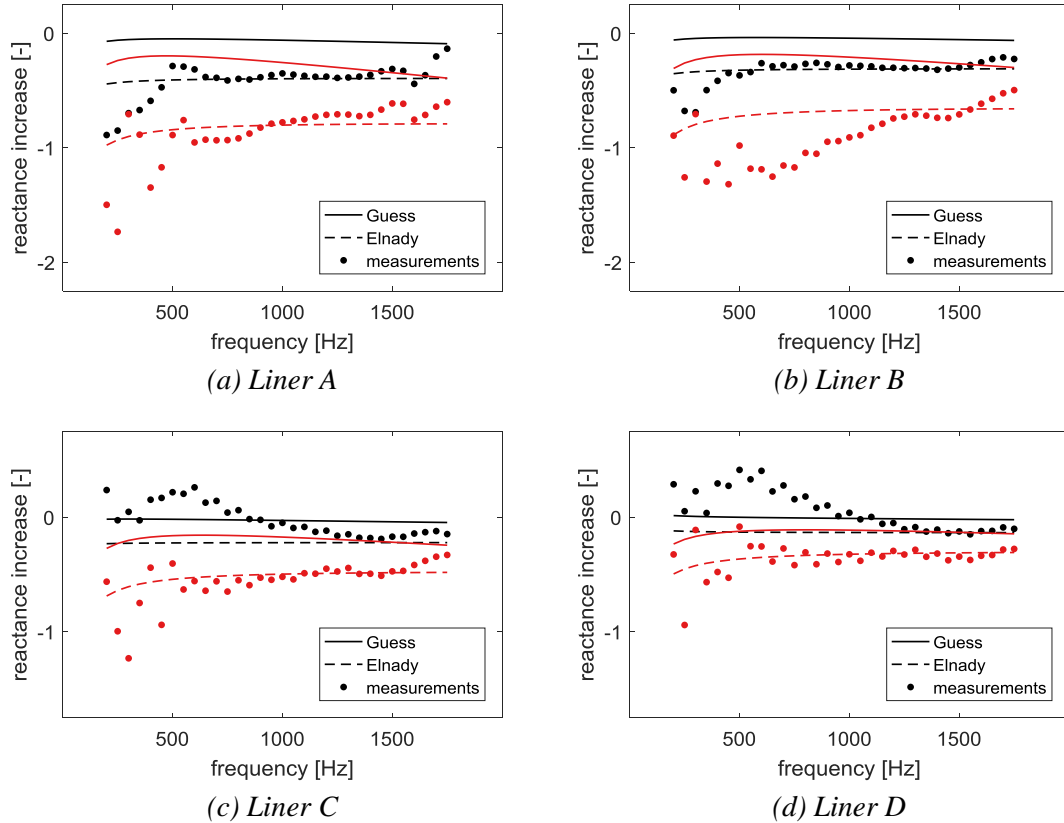 0
-1
-2
reactance increase [-]
500
1000
1500
frequency [Hz]
Guess
Elnady
measurements
(a) Liner A
0
-1
-2
reactance increase [-]
500
1000
1500
frequency [Hz]
Guess
Elnady
measurements
(b) Liner B
0
-1
reactance increase [-]
500
1000
1500
frequency [Hz]
Guess
Elnady
measurements
(c) Liner C
0
-1
reactance increase [-]
500
1000
1500
frequency [Hz]
Guess
Elnady
measurements
(d) Liner D